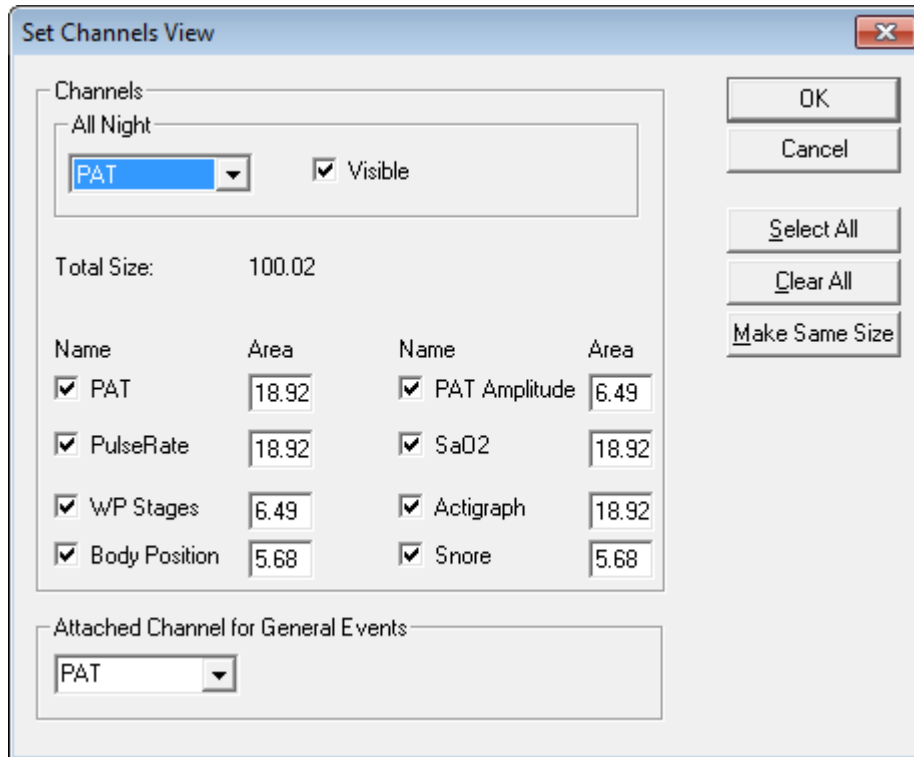 Set Channels View
Channels
All Night
PAT
Visible
OK
Cancel
Total Size: 100.02
Select All
Clear All
Make Same Size
Name Area Name Area
PAT 18.92 PAT Amplitude 6.49
PulseRate 18.92 SaO2 18.92
WP Stages 6.49 Actigraph 18.92
Body Position 5.68 Snore 5.68
Attached Channel for General Events
PAT